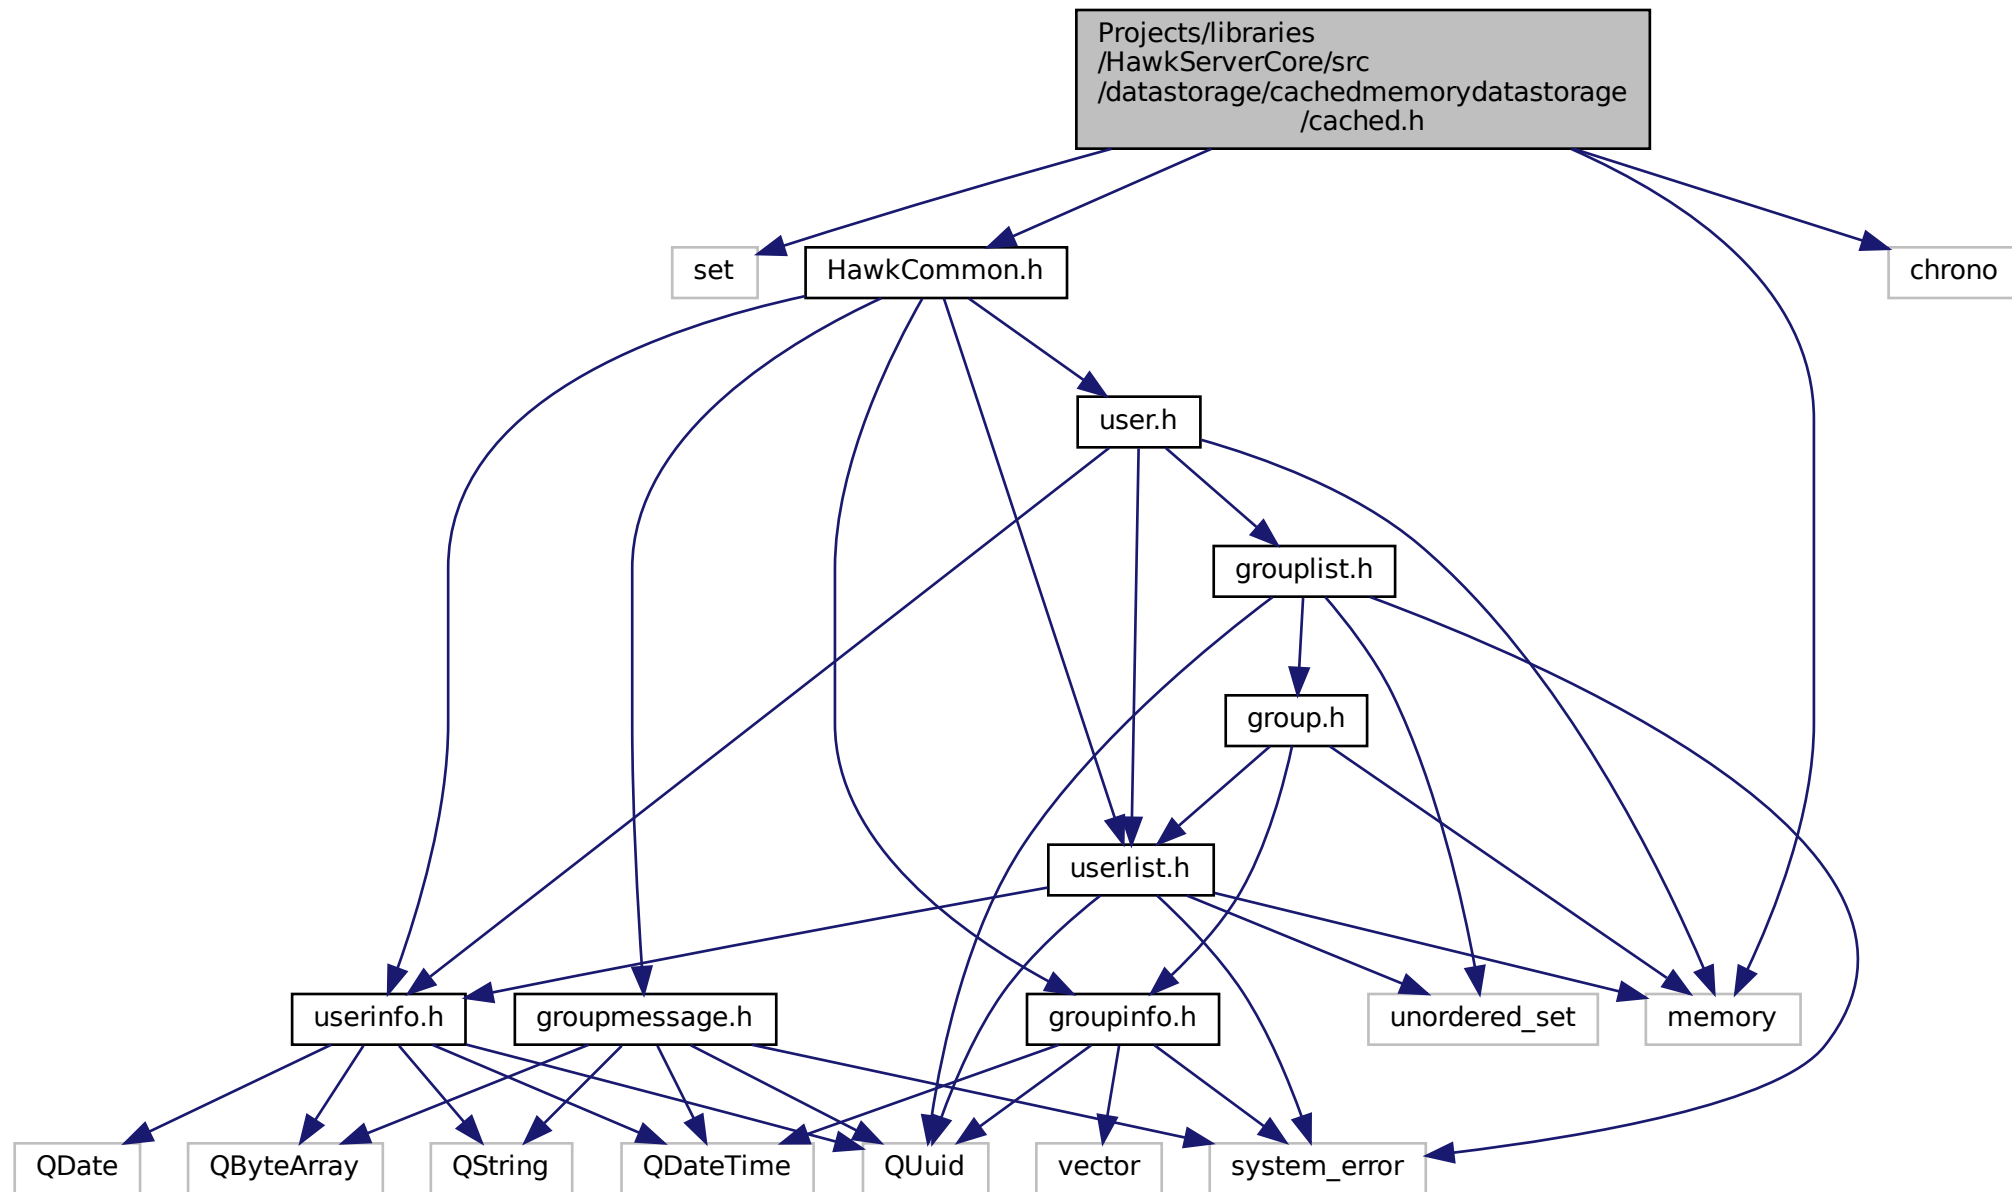 Projects/libraries
/HawkServerCore/src
/datastorage/cachedmemorydatastorage
/cached.h
set
HawkCommon.h
chrono
user.h
grouplist.h
group.h
userlist.h
userinfo.h
groupmessage.h
groupinfo.h
unordered_set
memory
QDate
QByteArray
QString
QDateTime
QUuid
vector
system_error